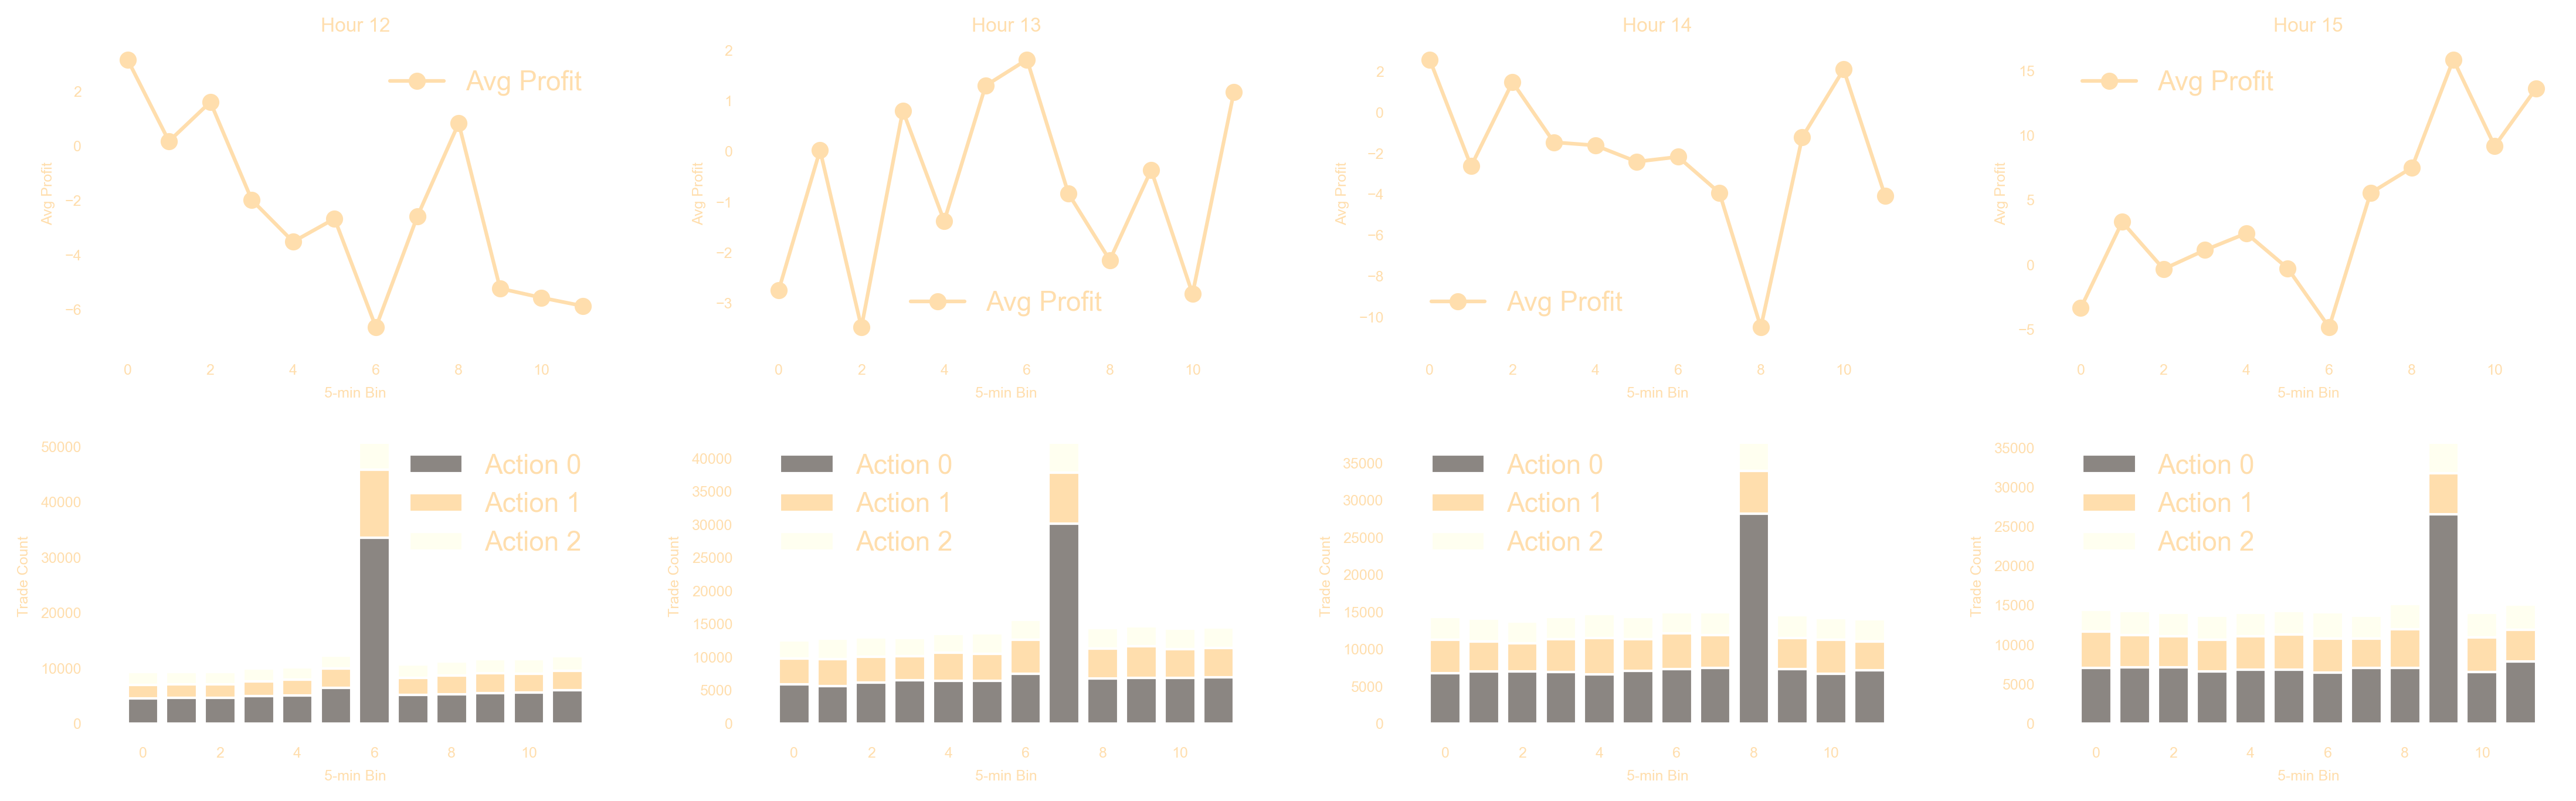 Hour 12
Avg Profit
Avg Profit
2
0
−2
−4
−6
0 2 4 6 8 10
5-min Bin
Hour 13
Avg Profit
Avg Profit
2
1
0
−1
−2
−3
0 2 4 6 8 10
5-min Bin
Hour 14
Avg Profit
Avg Profit
2
0
−2
−4
−6
−8
−10
0 2 4 6 8 10
5-min Bin
Hour 15
Avg Profit
Avg Profit
15
10
5
0
−5
0 2 4 6 8 10
5-min Bin
Trade Count
50000
40000
30000
20000
10000
0
Action 0
Action 1
Action 2
0 2 4 6 8 10
5-min Bin
Trade Count
40000
35000
30000
25000
20000
15000
10000
5000
0
Action 0
Action 1
Action 2
0 2 4 6 8 10
5-min Bin
Trade Count
35000
30000
25000
20000
15000
10000
5000
0
Action 0
Action 1
Action 2
0 2 4 6 8 10
5-min Bin
Trade Count
35000
30000
25000
20000
15000
10000
5000
0
Action 0
Action 1
Action 2
0 2 4 6 8 10
5-min Bin